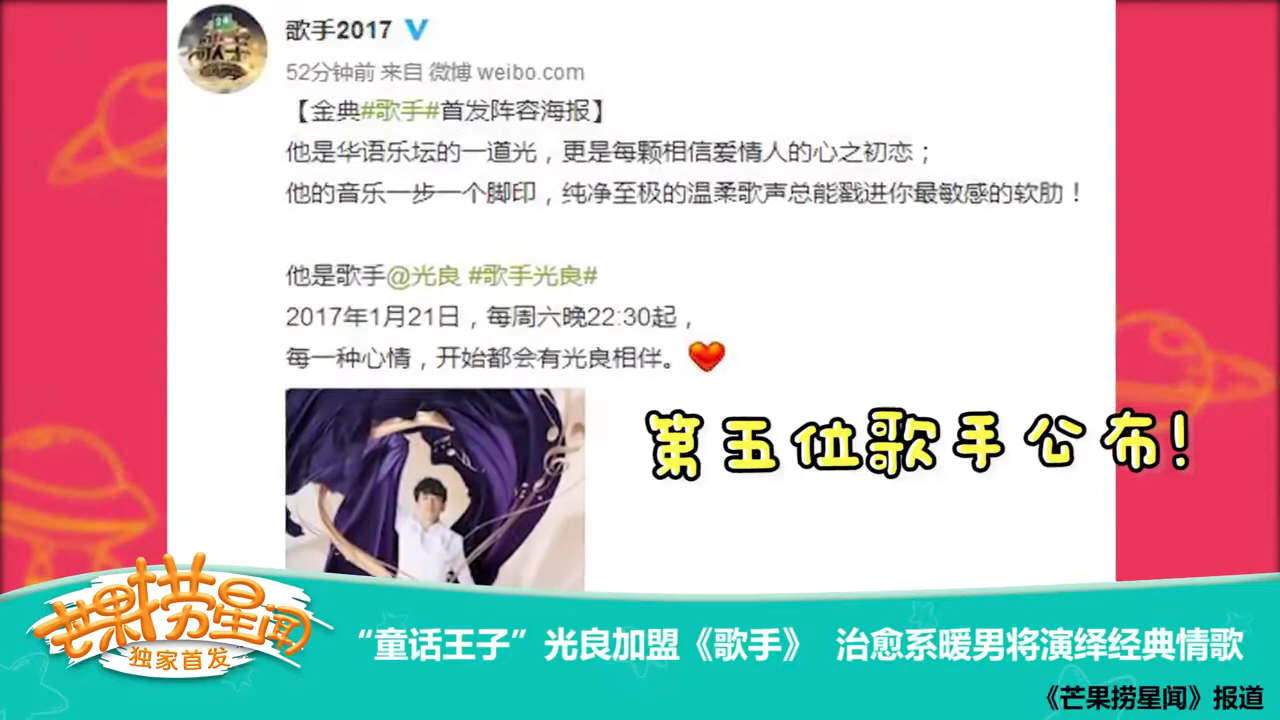 歌手2017
52分钟前 来自 微博 weibo.com
【金典#歌手#首发阵容海报】
他是华语乐坛的一道光，更是每颗相信爱情人的心之初恋；
他的音乐一步一个脚印，纯净至极的温柔歌声总能戳进你最敏感的软肋！
他是歌手@光良 #歌手光良#
2017年1月21日，每周六晚22:30起，
每一种心情，开始都会有光良相伴。
第五位歌手公布!
芒果捞星闻
独家首发
“童话王子”光良加盟《歌手》 治愈系暖男将演绎经典情歌
《芒果捞星闻》报道